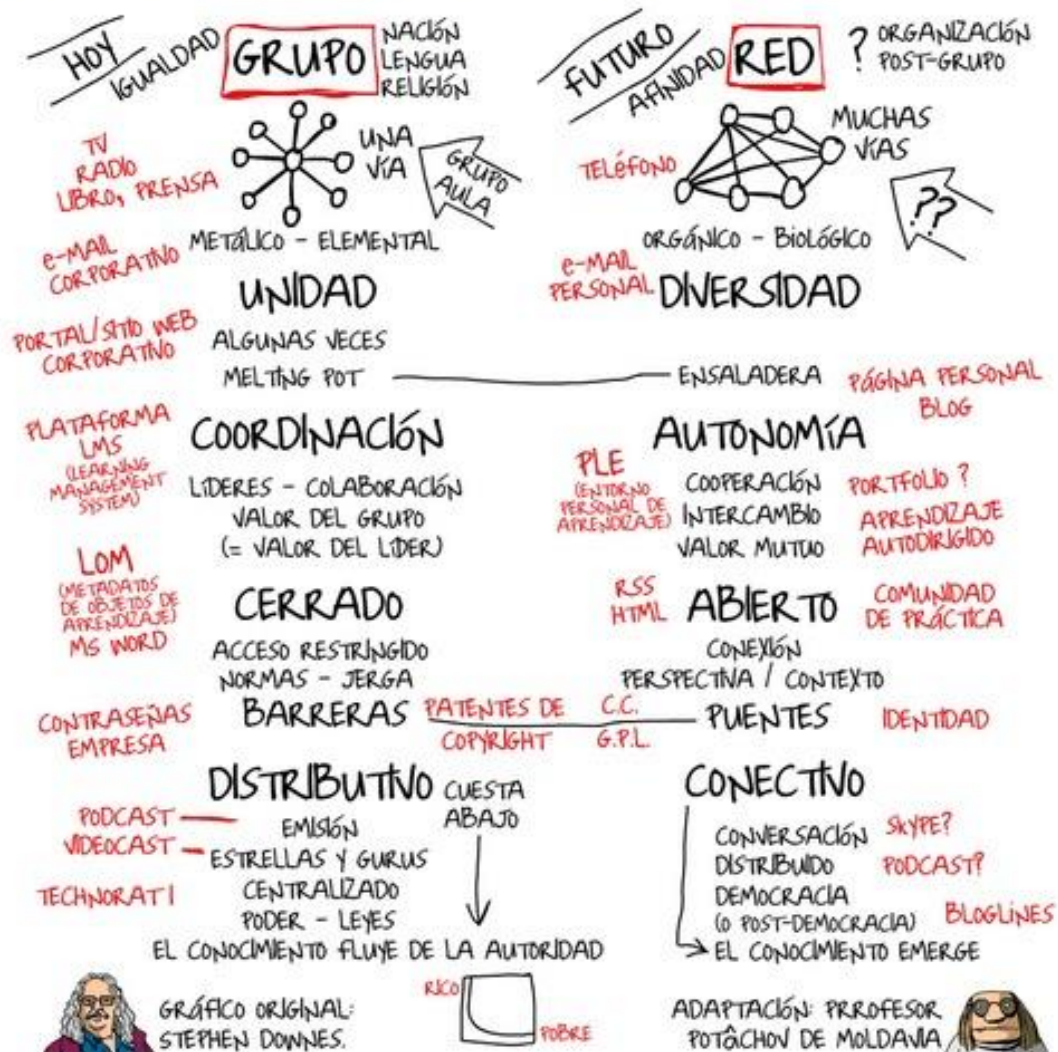 HOY
IGUALDAD
GRUPO
NACIÓN
LENGUA
RELIGIÓN
TV
RADIO
LIBRO, PRENSA
UNA
VÍA
GRUPO
AULA
METÁLICO - ELEMENTAL
e-MAIL
CORPORATIVO
UNIDAD
ALGUNAS VECES
MELTING POT
PORTAL/SITIO WEB
CORPORATIVO
PLATAFORMA
LMS
(LEARNING
MANAGEMENT
SYSTEM)
COORDINACIÓN
LÍDERES - COLABORACIÓN
VALOR DEL GRUPO
(= VALOR DEL LÍDER)
LOM
(METADATOS
DE OBJETOS DE
APRENDIZAJE)
MS WORD
CERRADO
ACCESO RESTRINGIDO
NORMAS - JERGA
BARRERAS
CONTRASEÑAS
EMPRESA
PATENTES DE
COPYRIGHT
C.C.
G.P.L.
DISTRIBUTIVO
CUESTA
ABAJO
PODCAST
VIDEOCAST
TECHNORATI
EMISIÓN
ESTRELLAS Y GURUS
CENTRALIZADO
PODER - LEYES
EL CONOCIMIENTO FLUYE DE LA AUTORIDAD
RICO
POBRE
GRÁFICO ORIGINAL:
STEPHEN DOWNES.
FUTURO
AFINIDAD
RED
? ORGANIZACIÓN
POST-GRUPO
TELÉFONO
MUCHAS
VÍAS
??
ORGÁNICO - BIOLÓGICO
e-MAIL
PERSONAL
DIVERSIDAD
ENSALADERA
PÁGINA PERSONAL
BLOG
AUTONOMÍA
PLE
(ENTORNO
PERSONAL DE
APRENDIZAJE)
COOPERACIÓN
INTERCAMBIO
VALOR MUTUO
PORTFOLIO ?
APRENDIZAJE
AUTODIRIGIDO
RSS
HTML
ABIERTO
COMUNIDAD
DE PRÁCTICA
CONEXIÓN
PERSPECTIVA / CONTEXTO
PUENTES
IDENTIDAD
CONECTIVO
CONVERSACIÓN
SKYPE?
DISTRIBUIDO
PODCAST?
DEMOCRACIA
(O POST-DEMOCRACIA)
BLOGLINES
EL CONOCIMIENTO EMERGE
ADAPTACIÓN: PRROFESOR
POTÂCHOV DE MOLDAVIA